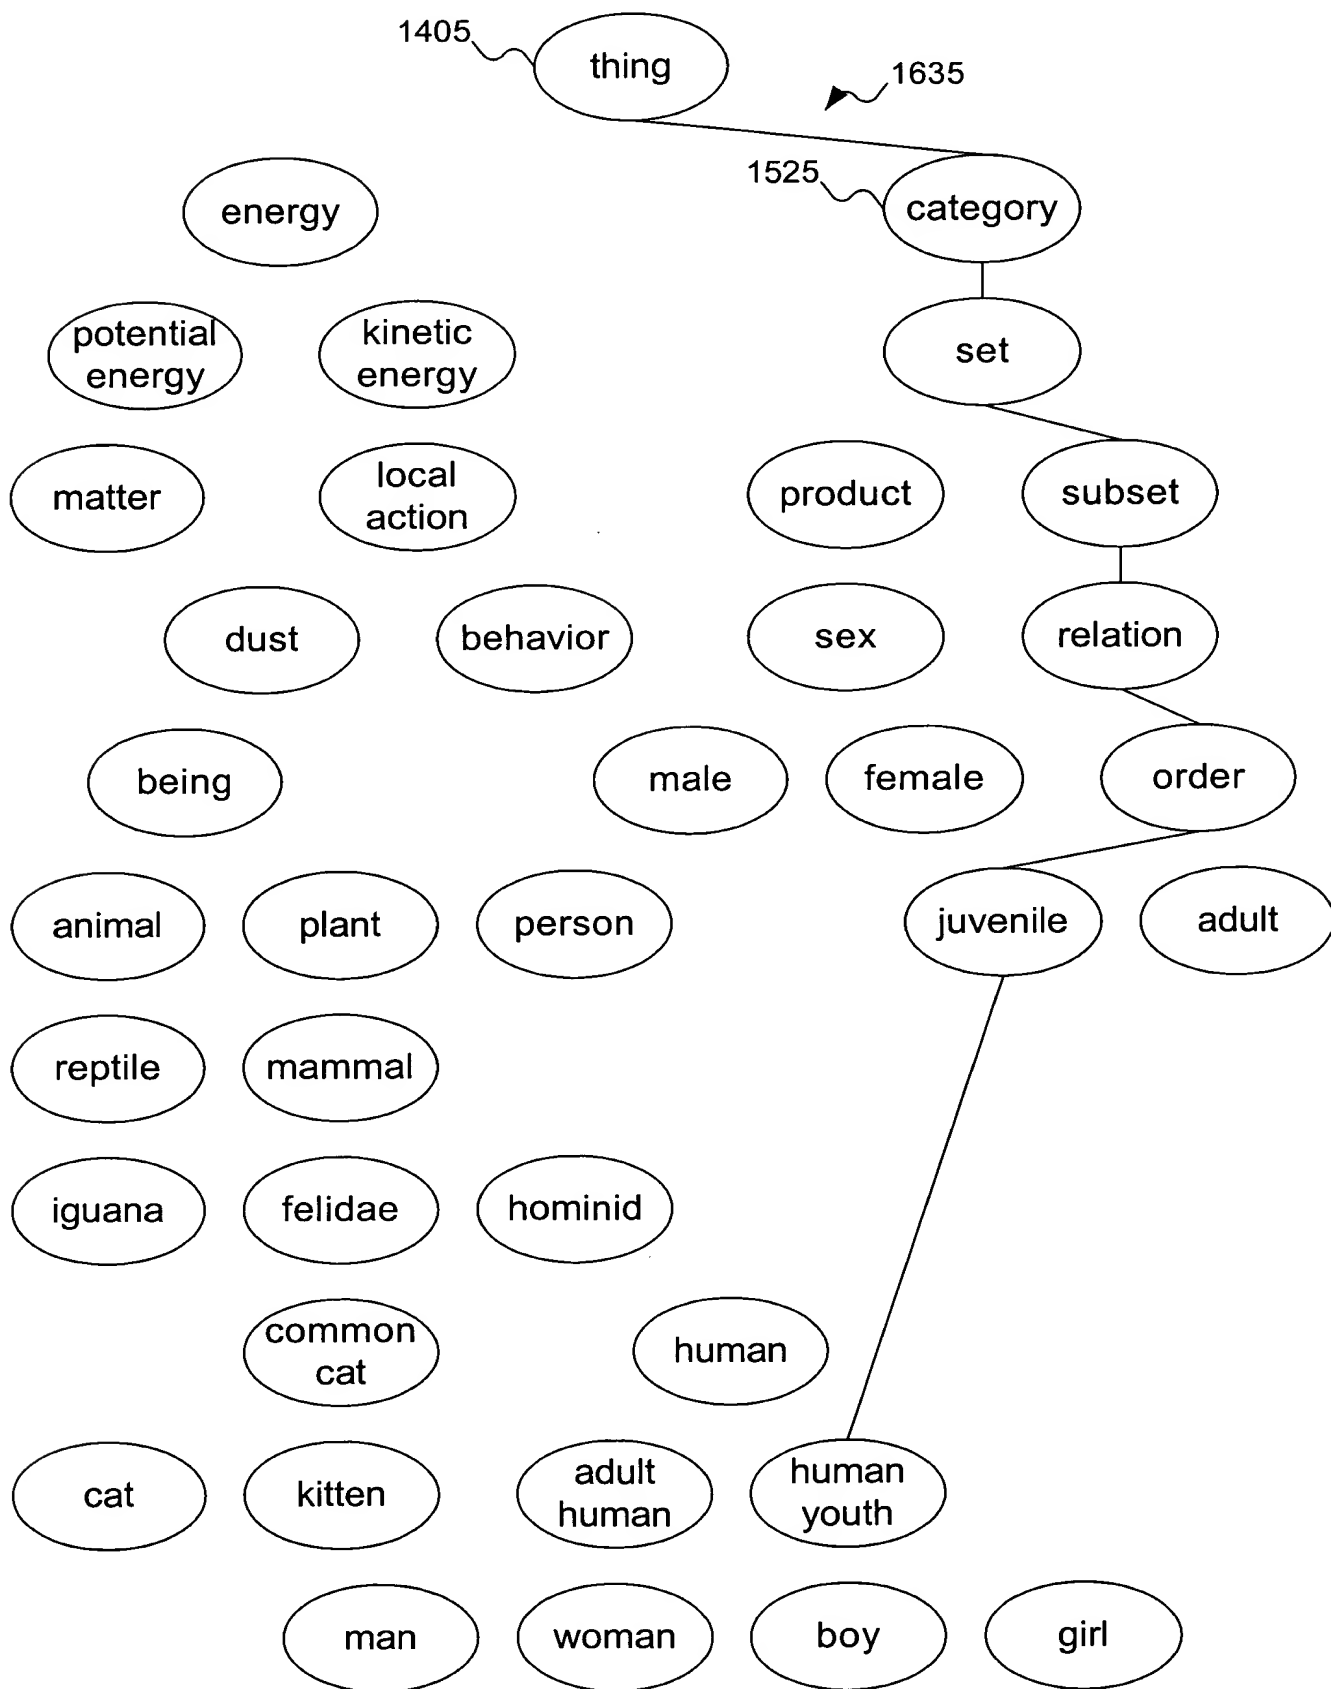 1405
thing
1635
1525
energy
category
potential
energy
kinetic
energy
set
matter
local
action
product
subset
dust
behavior
sex
relation
being
male
female
order
animal
plant
person
juvenile
adult
reptile
mammal
iguana
felidae
hominid
common
cat
human
cat
kitten
adult
human
human
youth
man
woman
boy
girl